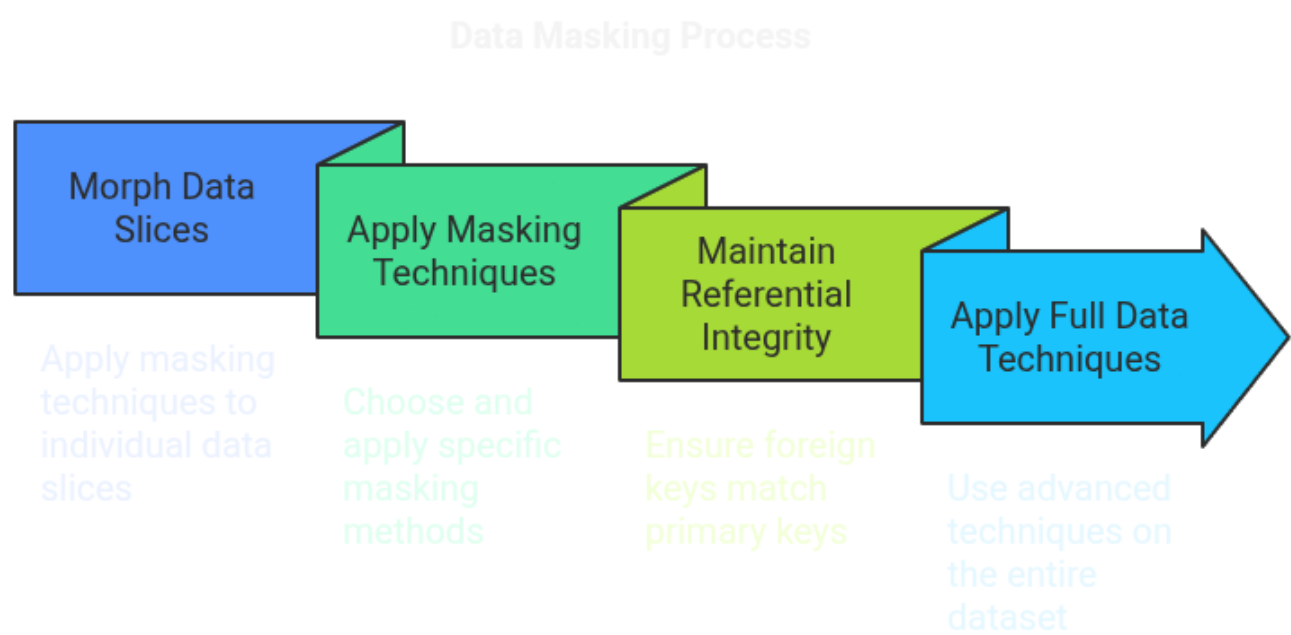 Data Masking Process
Morph Data
Slices
Apply masking
techniques to
individual data
slices
Apply Masking
Techniques
Choose and
apply specific
masking
methods
Maintain
Referential
Integrity
Ensure foreign
keys match
primary keys
Apply Full Data
Techniques
Use advanced
techniques on
the entire
dataset